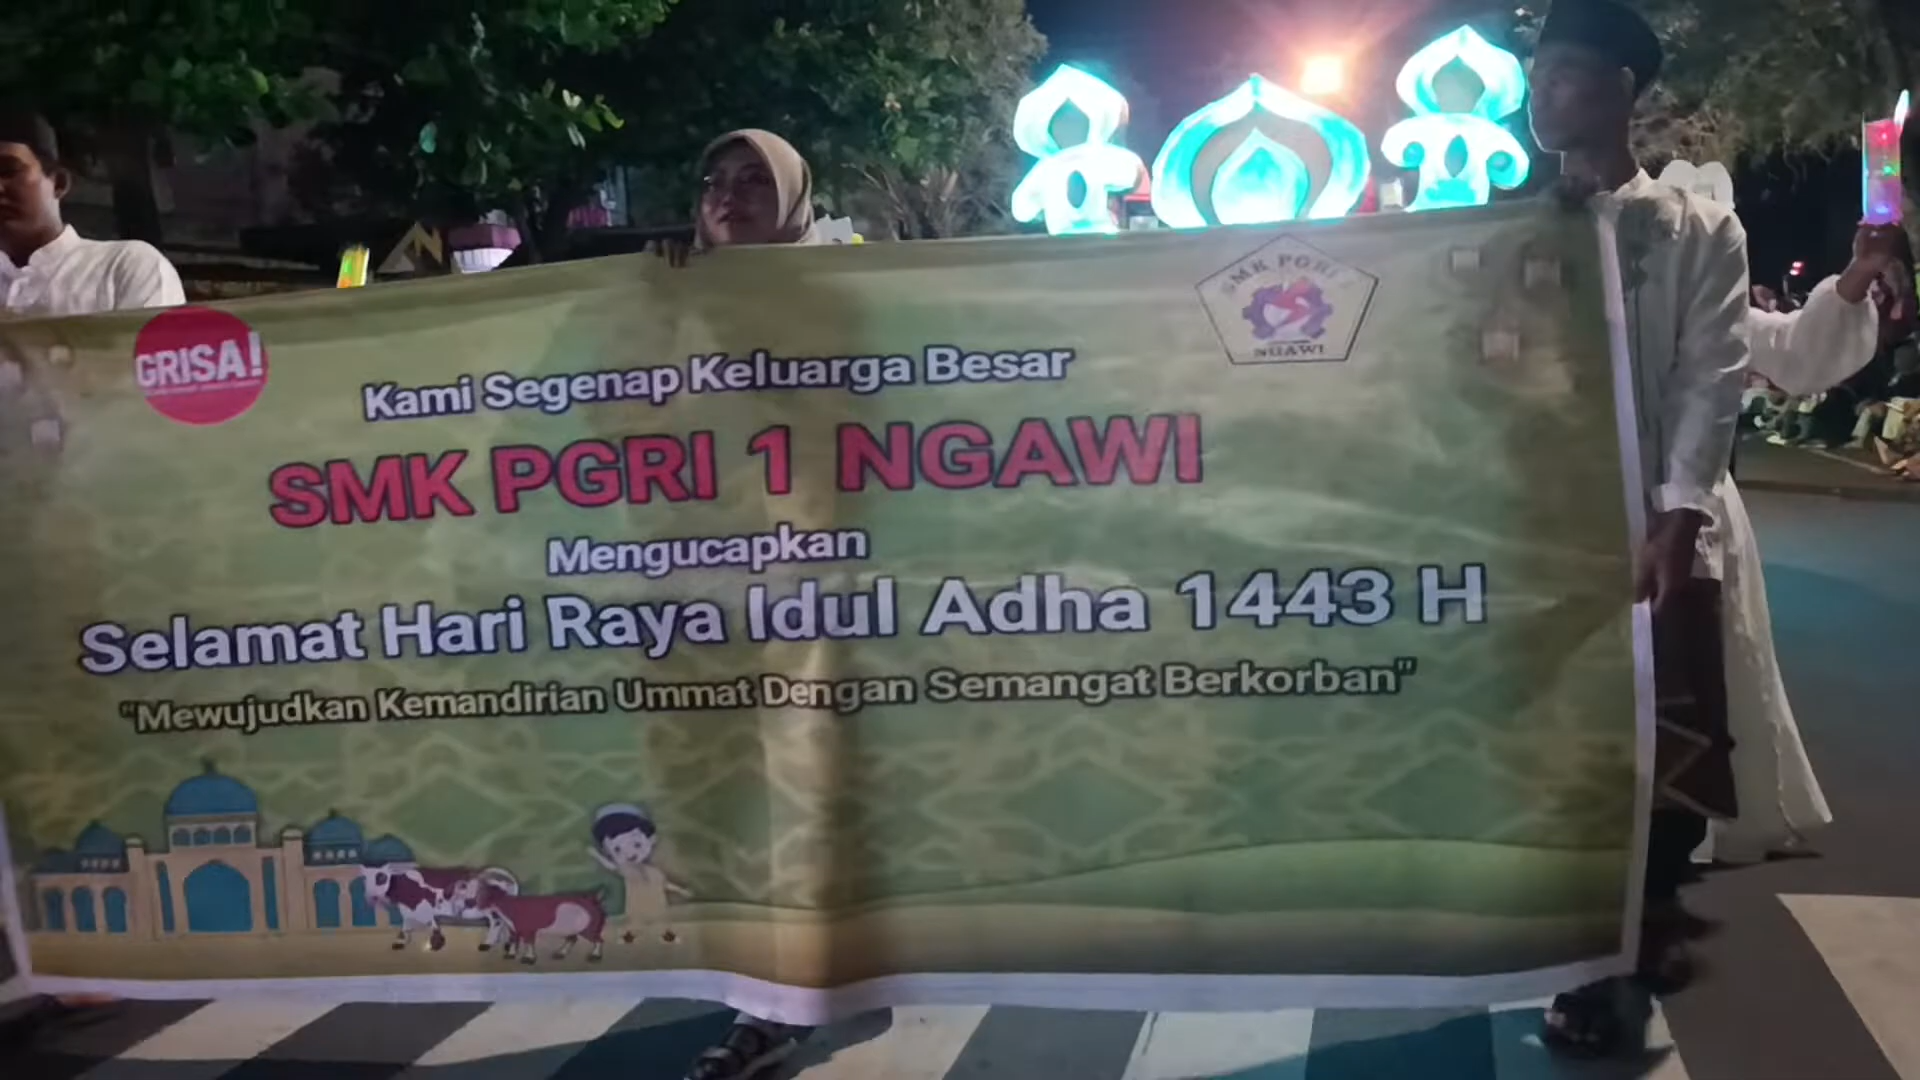 GRISA!
SMK PGRI 1
NGAWI
Kami Segenap Keluarga Besar
SMK PGRI 1 NGAWI
Mengucapkan
Selamat Hari Raya Idul Adha 1443 H
"Mewujudkan Kemandirian Ummat Dengan Semangat Berkorban"